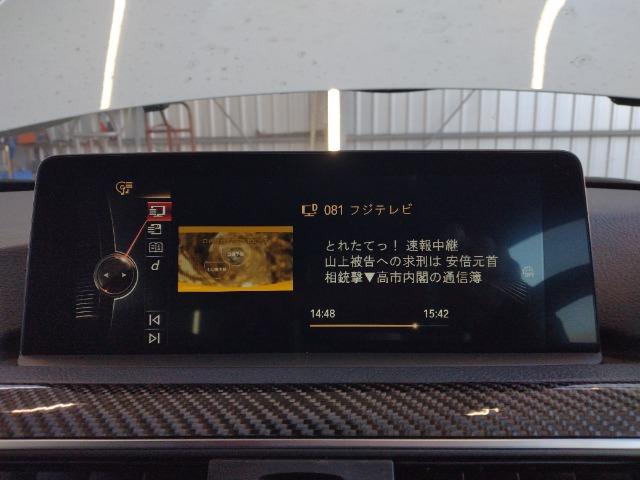 081 フジテレビ
とれたてっ! 速報中継
山上被告への求刑は 安倍元首
相銃撃▼高市内閣の通信簿
14:48 15:42
d